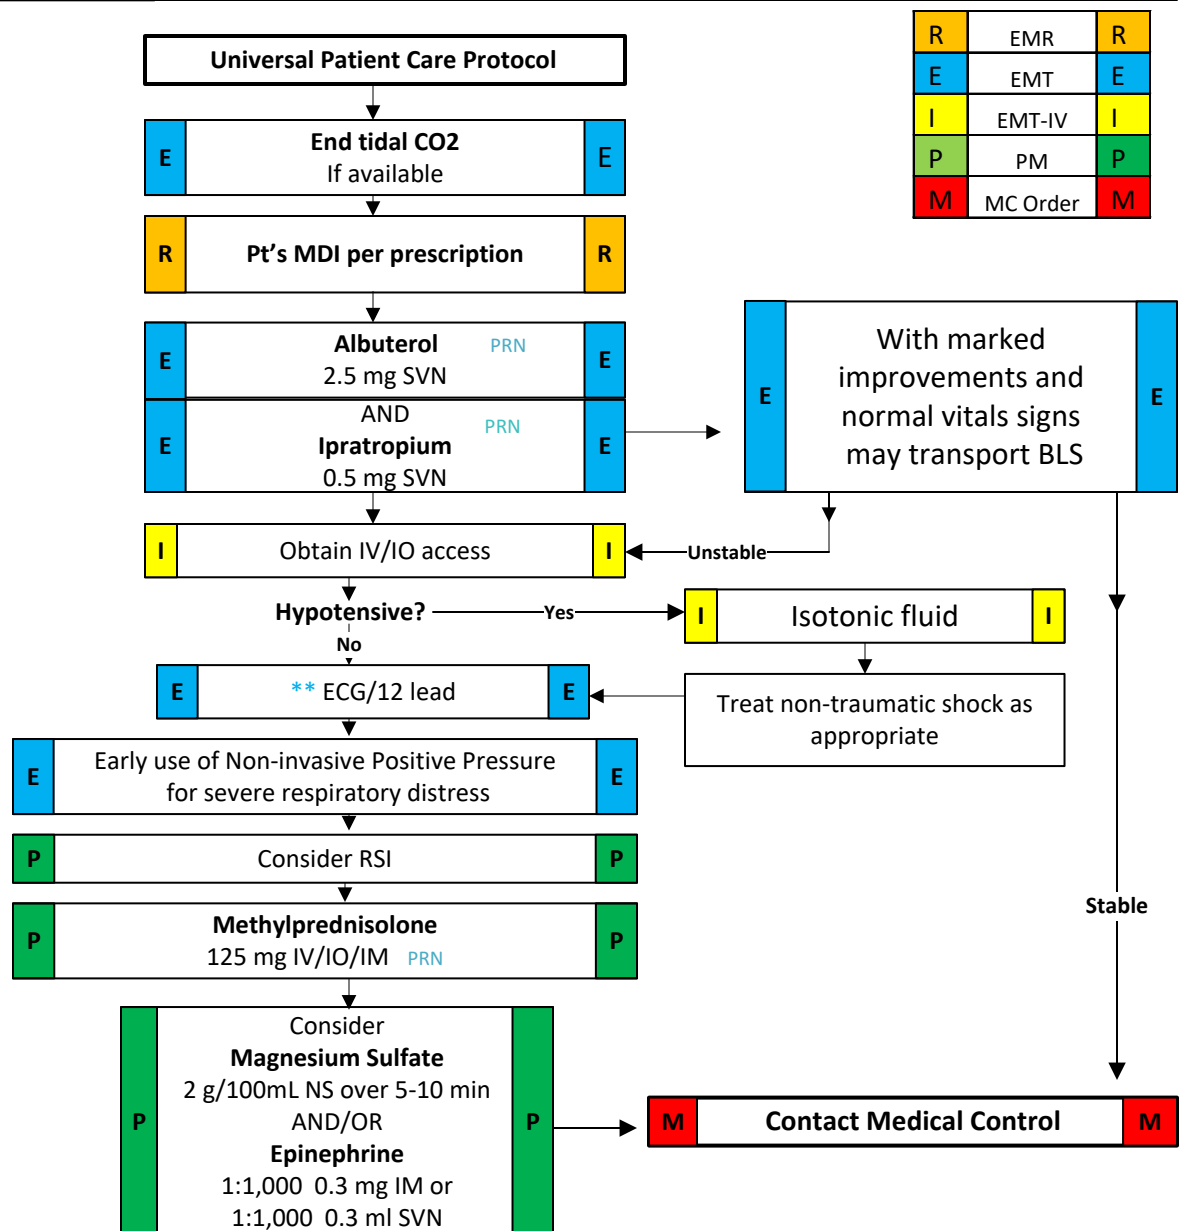 Universal Patient Care Protocol
R EMR R
E EMT E
I EMT-IV I
P PM P
M MC Order M
E End tidal CO2 E
If available
R Pt's MDI per prescription R
E Albuterol PRN E
2.5 mg SVN
AND
E Ipratropium PRN E
0.5 mg SVN
E With marked E
improvements and
normal vitals signs
may transport BLS
I Obtain IV/IO access I
Unstable
Hypotensive?
Yes
No
I Isotonic fluid I
Treat non-traumatic shock as
appropriate
E ** ECG/12 lead E
E Early use of Non-invasive Positive Pressure E
for severe respiratory distress
P Consider RSI P
P Methylprednisolone P
125 mg IV/IO/IM PRN
Stable
Consider
Magnesium Sulfate
2 g/100mL NS over 5-10 min
P AND/OR P
Epinephrine
1:1,000 0.3 mg IM or
1:1,000 0.3 ml SVN
M Contact Medical Control M